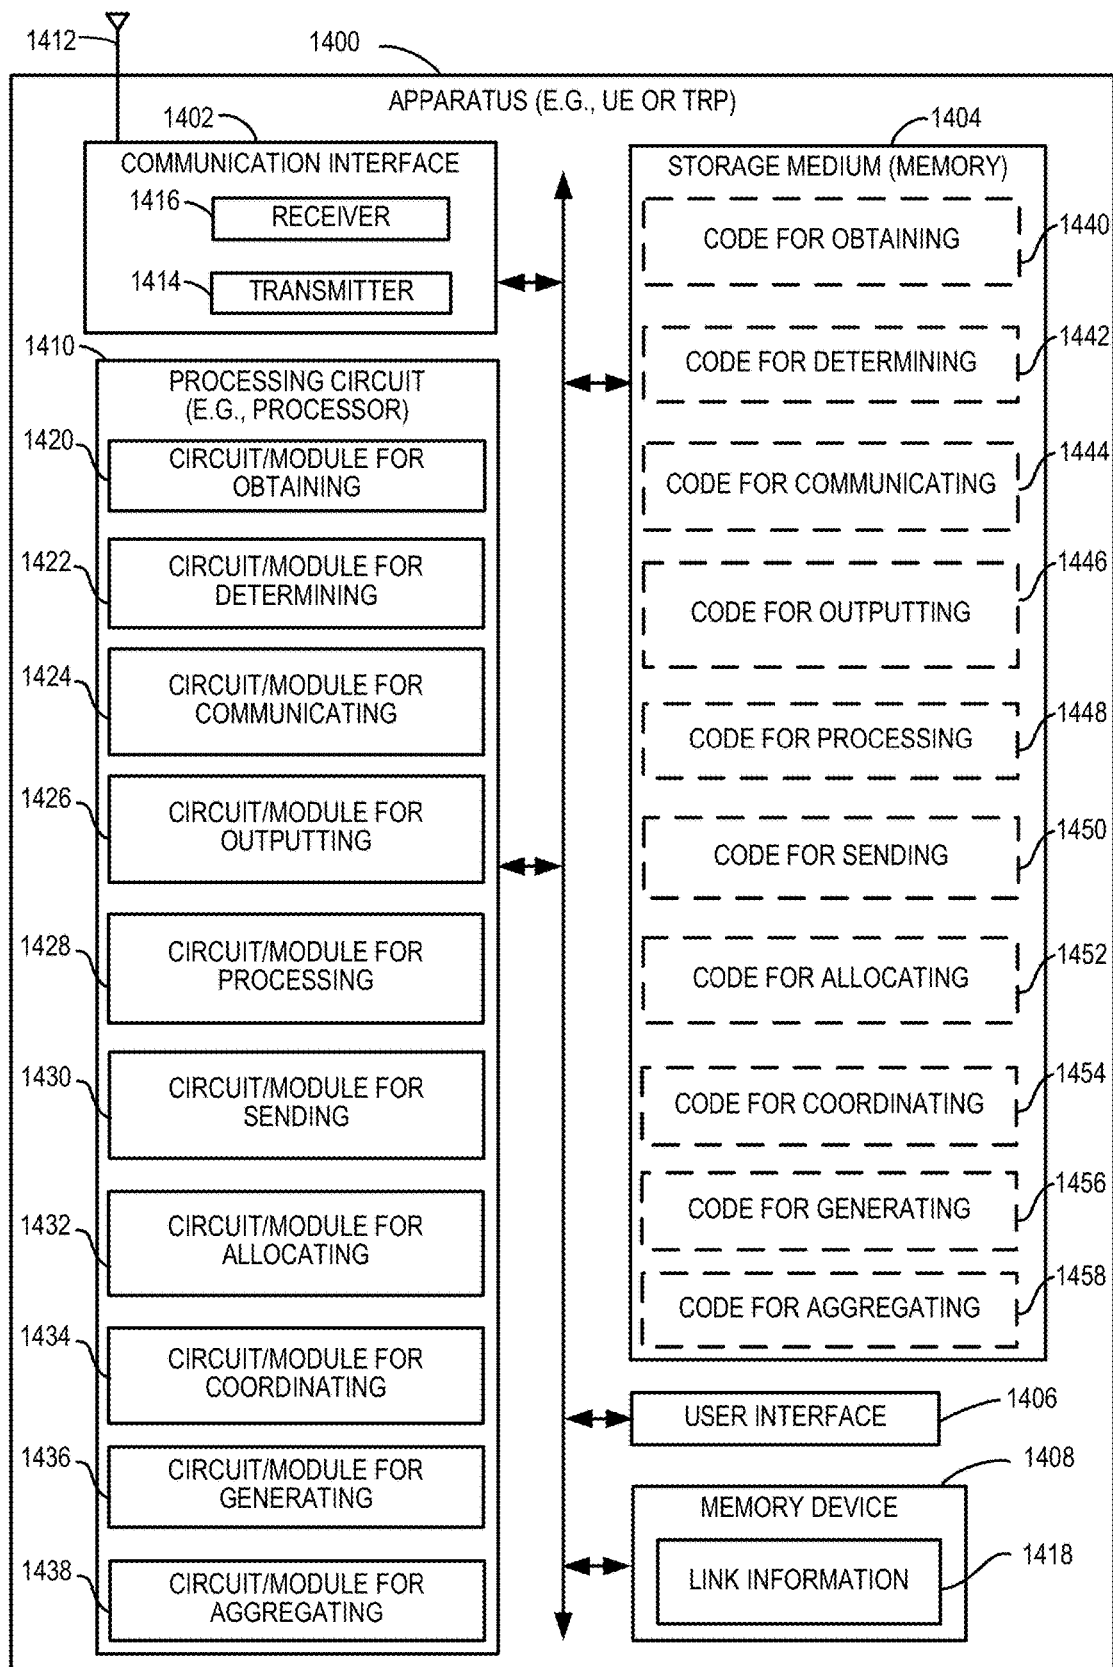 1412
1400
APPARATUS (E.G., UE OR TRP)
1402
COMMUNICATION INTERFACE
1416
RECEIVER
1414
TRANSMITTER
1410
PROCESSING CIRCUIT
(E.G., PROCESSOR)
1420
CIRCUIT/MODULE FOR
OBTAINING
1422
CIRCUIT/MODULE FOR
DETERMINING
1424
CIRCUIT/MODULE FOR
COMMUNICATING
1426
CIRCUIT/MODULE FOR
OUTPUTTING
1428
CIRCUIT/MODULE FOR
PROCESSING
1430
CIRCUIT/MODULE FOR
SENDING
1432
CIRCUIT/MODULE FOR
ALLOCATING
1434
CIRCUIT/MODULE FOR
COORDINATING
1436
CIRCUIT/MODULE FOR
GENERATING
1438
CIRCUIT/MODULE FOR
AGGREGATING
1404
STORAGE MEDIUM (MEMORY)
CODE FOR OBTAINING
1440
CODE FOR DETERMINING
1442
CODE FOR COMMUNICATING
1444
CODE FOR OUTPUTTING
1446
CODE FOR PROCESSING
1448
CODE FOR SENDING
1450
CODE FOR ALLOCATING
1452
CODE FOR COORDINATING
1454
CODE FOR GENERATING
1456
CODE FOR AGGREGATING
1458
USER INTERFACE
1406
1408
MEMORY DEVICE
LINK INFORMATION
1418